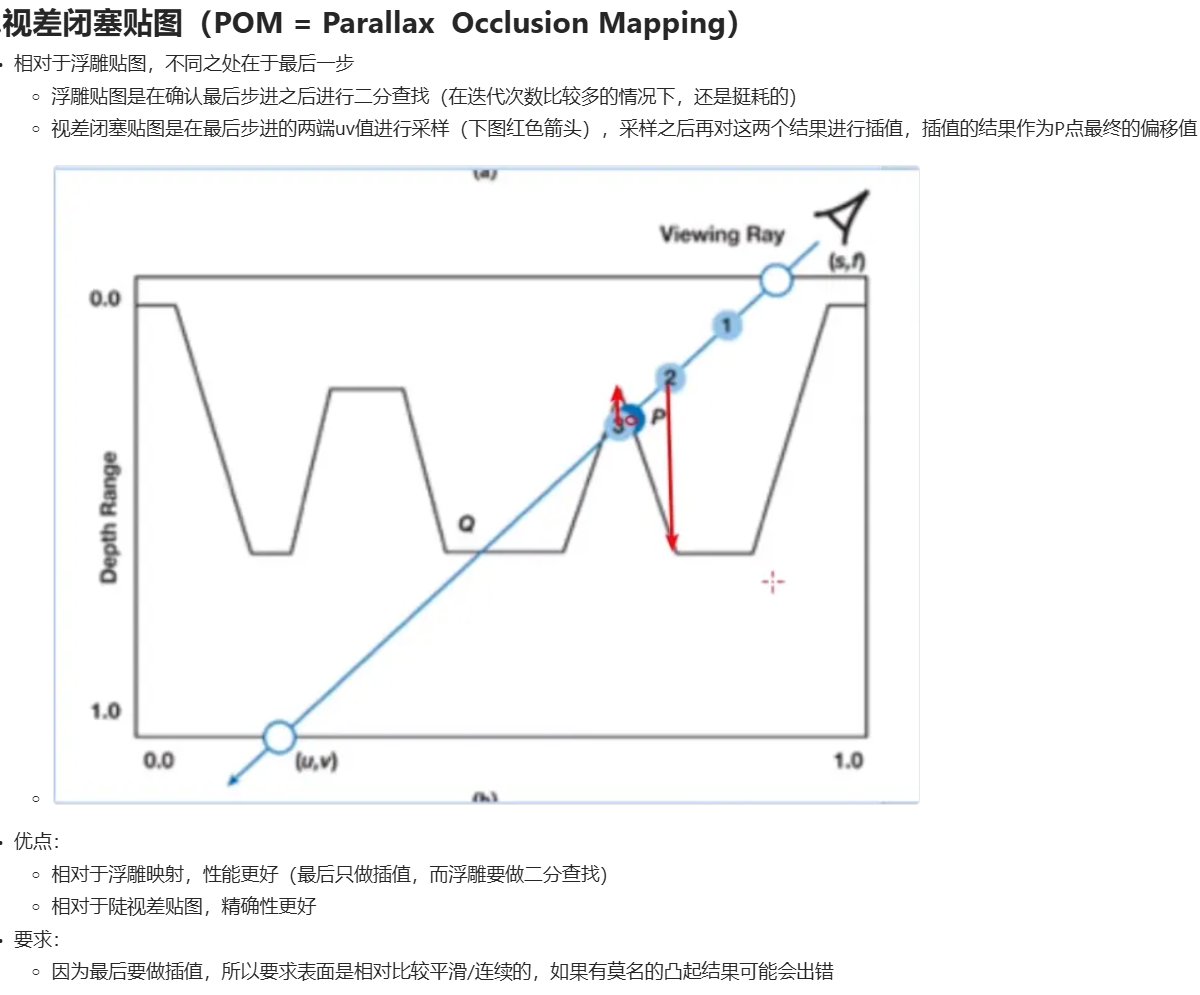 视差闭塞贴图（POM = Parallax Occlusion Mapping）
相对于浮雕贴图，不同之处在于最后一步
浮雕贴图是在确认最后步进之后进行二分查找（在迭代次数比较多的情况下，还是挺耗的）
视差闭塞贴图是在最后步进的两端uv值进行采样（下图红色箭头），采样之后再对这两个结果进行插值，插值的结果作为P点最终的偏移值
Viewing Ray
(s,t)
0.0
1
2
3
P
Q
Depth Range
1.0
0.0
(u,v)
1.0
优点：
相对于浮雕映射，性能更好（最后只做插值，而浮雕要做二分查找）
相对于陡视差贴图，精确性更好
要求：
因为最后要做插值，所以要求表面是相对比较平滑/连续的，如果有莫名的凸起结果可能会出错